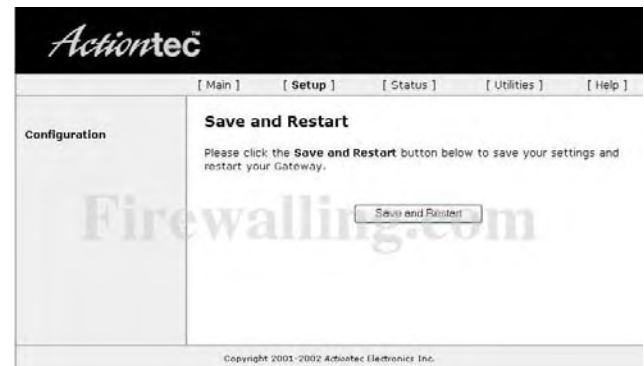 Actiontec™
[ Main ] [ Setup ] [ Status ] [ Utilities ] [ Help ]
Configuration
Save and Restart
Please click the Save and Restart button below to save your settings and
restart your Gateway.
Save and Restart
Firewalling.com
Copyright 2001-2002 Actiontec Electronics Inc.